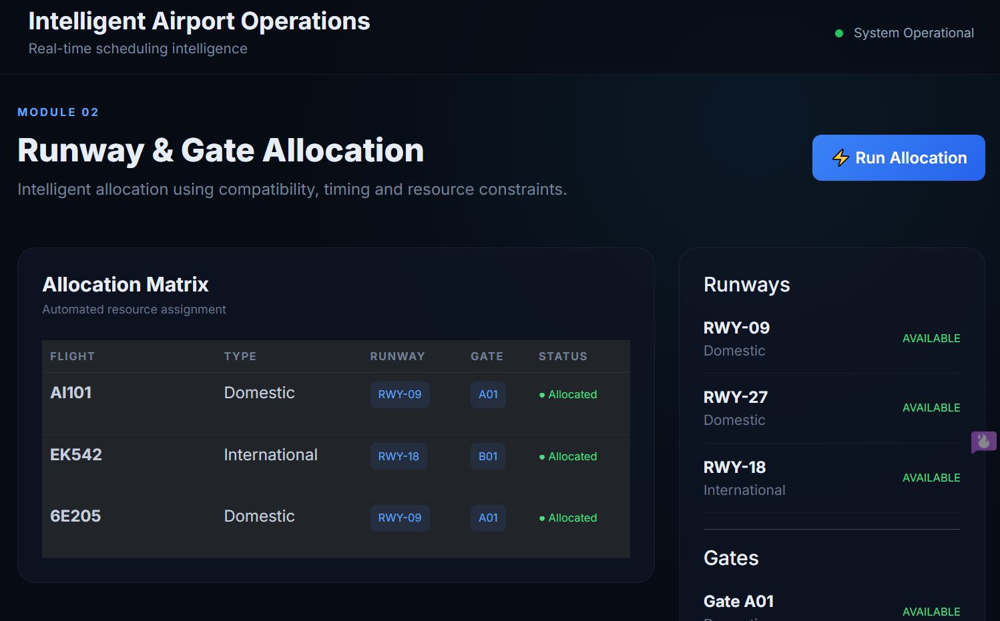 Intelligent Airport Operations
Real-time scheduling intelligence
System Operational
MODULE 02
Runway & Gate Allocation
Intelligent allocation using compatibility, timing and resource constraints.
Run Allocation
Allocation Matrix
Automated resource assignment
FLIGHT TYPE RUNWAY GATE STATUS
AI101 Domestic RWY-09 A01 Allocated
EK542 International RWY-18 B01 Allocated
6E205 Domestic RWY-09 A01 Allocated
Runways
RWY-09
Domestic
AVAILABLE
RWY-27
Domestic
AVAILABLE
RWY-18
International
AVAILABLE
Gates
Gate A01
AVAILABLE